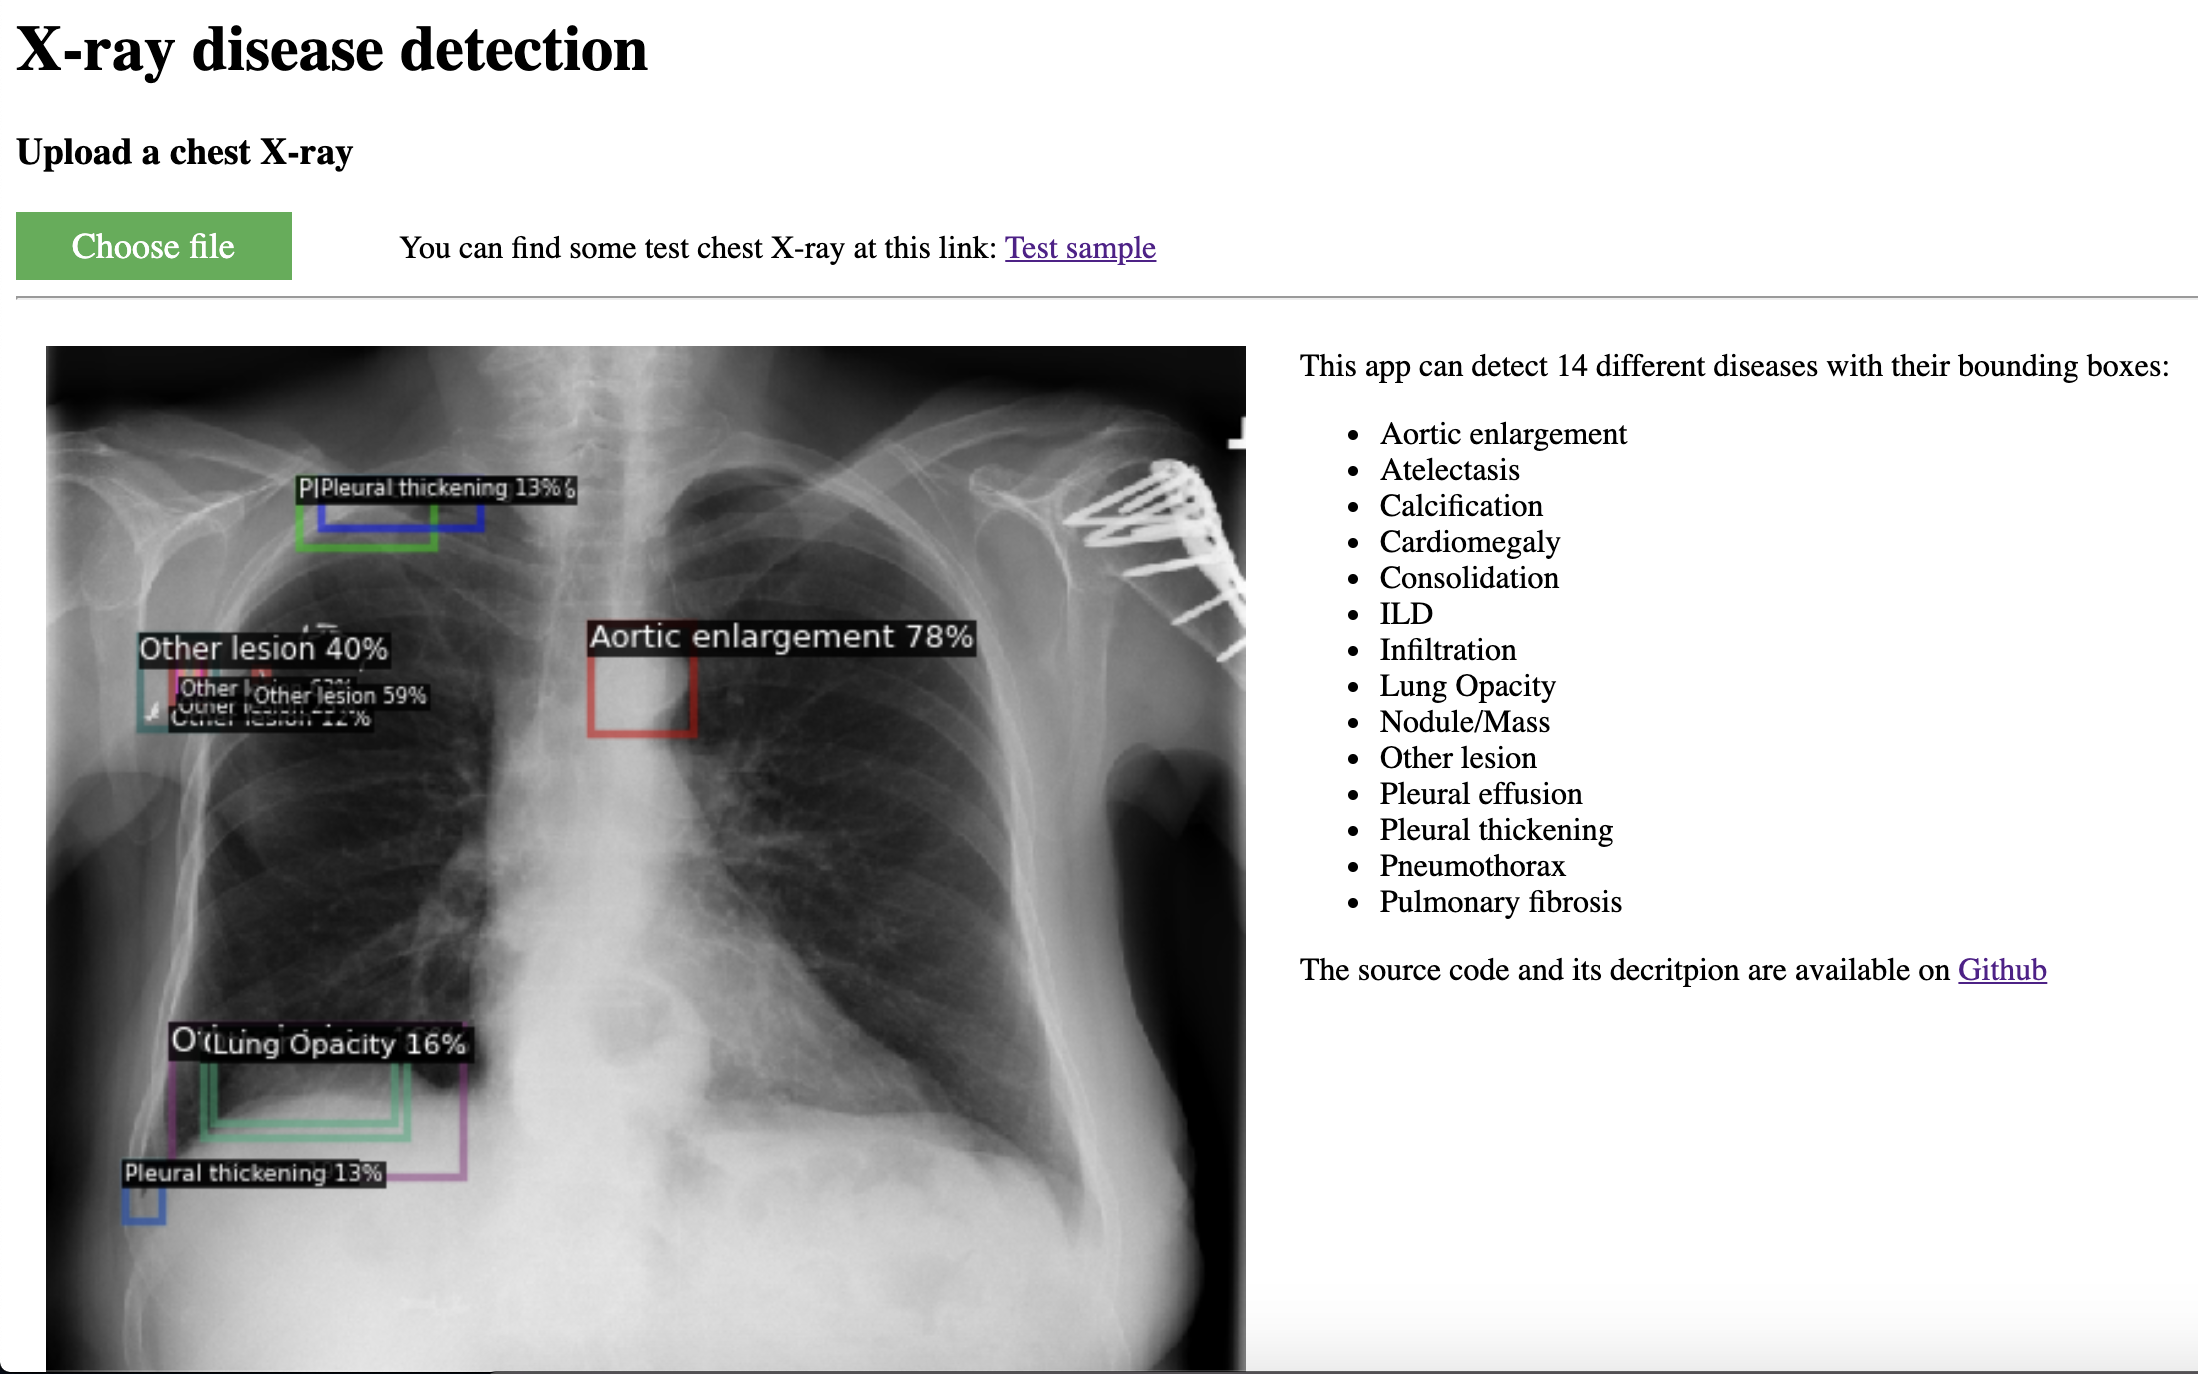 X-ray disease detection
Upload a chest X-ray
Choose file
You can find some test chest X-ray at this link: Test sample
This app can detect 14 different diseases with their bounding boxes:
Aortic enlargement
Atelectasis
Calcification
Cardiomegaly
Consolidation
ILD
Infiltration
Lung Opacity
Nodule/Mass
Other lesion
Pleural effusion
Pleural thickening
Pneumothorax
Pulmonary fibrosis
The source code and its decritpion are available on Github
Pleural thickening 13%
Aortic enlargement 78%
Other lesion 40%
Other
Other lesion 59%
Other lesion 12%
Lung Opacity 16%
Pleural thickening 13%